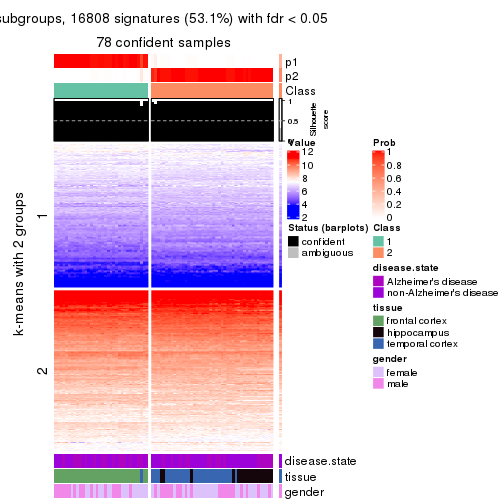 subgroups, 16808 signatures (53.1%) with fdr < 0.05
78 confident samples
p1
p2
Class
1
0.5
0
Silhouette
score
k-means with 2 groups
1
2
Value
12
10
8
6
4
2
Prob
1
0.8
0.6
0.4
0.2
0
Status (barplots)
confident
ambiguous
Class
1
2
disease.state
Alzheimer's disease
non-Alzheimer's disease
tissue
frontal cortex
hippocampus
temporal cortex
gender
female
male
disease.state
tissue
gender